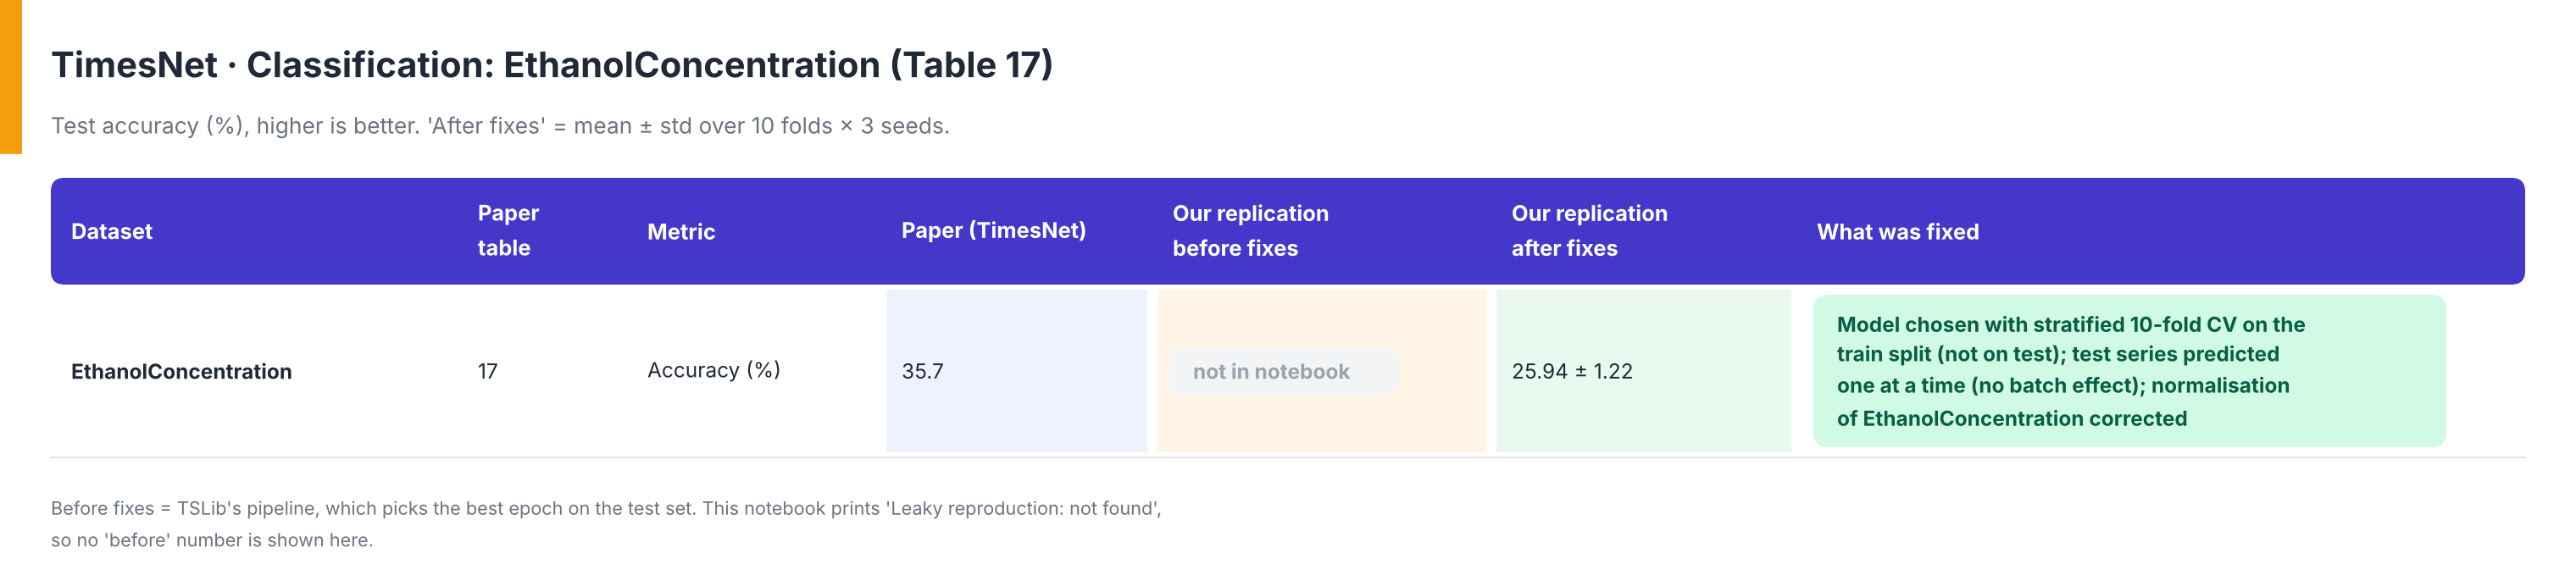 TimesNet · Classification: EthanolConcentration (Table 17)
Test accuracy (%), higher is better. 'After fixes' = mean ± std over 10 folds × 3 seeds.
Dataset
Paper
table
Metric
Paper (TimesNet)
Our replication
before fixes
Our replication
after fixes
What was fixed
EthanolConcentration
17
Accuracy (%)
35.7
not in notebook
25.94 ± 1.22
Model chosen with stratified 10-fold CV on the
train split (not on test); test series predicted
one at a time (no batch effect); normalisation
of EthanolConcentration corrected
Before fixes = TSLib's pipeline, which picks the best epoch on the test set. This notebook prints 'Leaky reproduction: not found',
so no 'before' number is shown here.